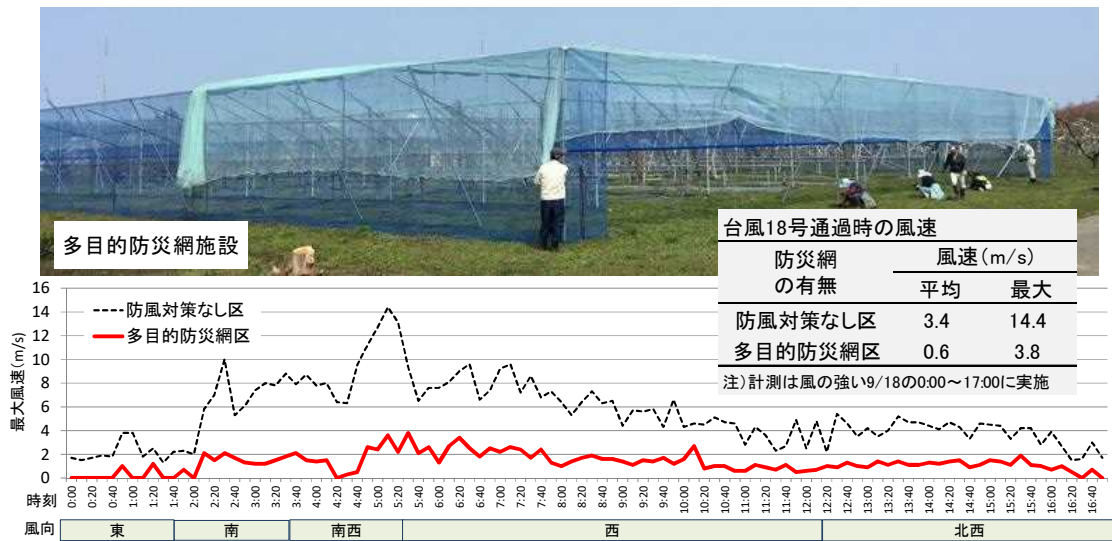 多目的防災網施設
台風18号通過時の風速
防災網
の有無
風速(m/s)
平均 最大
防風対策なし区 3.4 14.4
多目的防災網区 0.6 3.8
注)計測は風の強い9/18の0:00～17:00に実施
防風対策なし区
多目的防災網区
最大風速(m/s)
16
14
12
10
8
6
4
2
0
時刻 0:00 0:20 0:40 1:00 1:20 1:40 2:00 2:20 2:40 3:00 3:20 3:40 4:00 4:20 4:40 5:00 5:20 5:40 6:00 6:20 6:40 7:00 7:20 7:40 8:00 8:20 8:40 9:00 9:20 9:40 10:00 10:20 10:40 11:00 11:20 11:40 12:00 12:20 12:40 13:00 13:20 13:40 14:00 14:20 14:40 15:00 15:20 15:40 16:00 16:20 16:40
風向 東 南 南西 西 北西